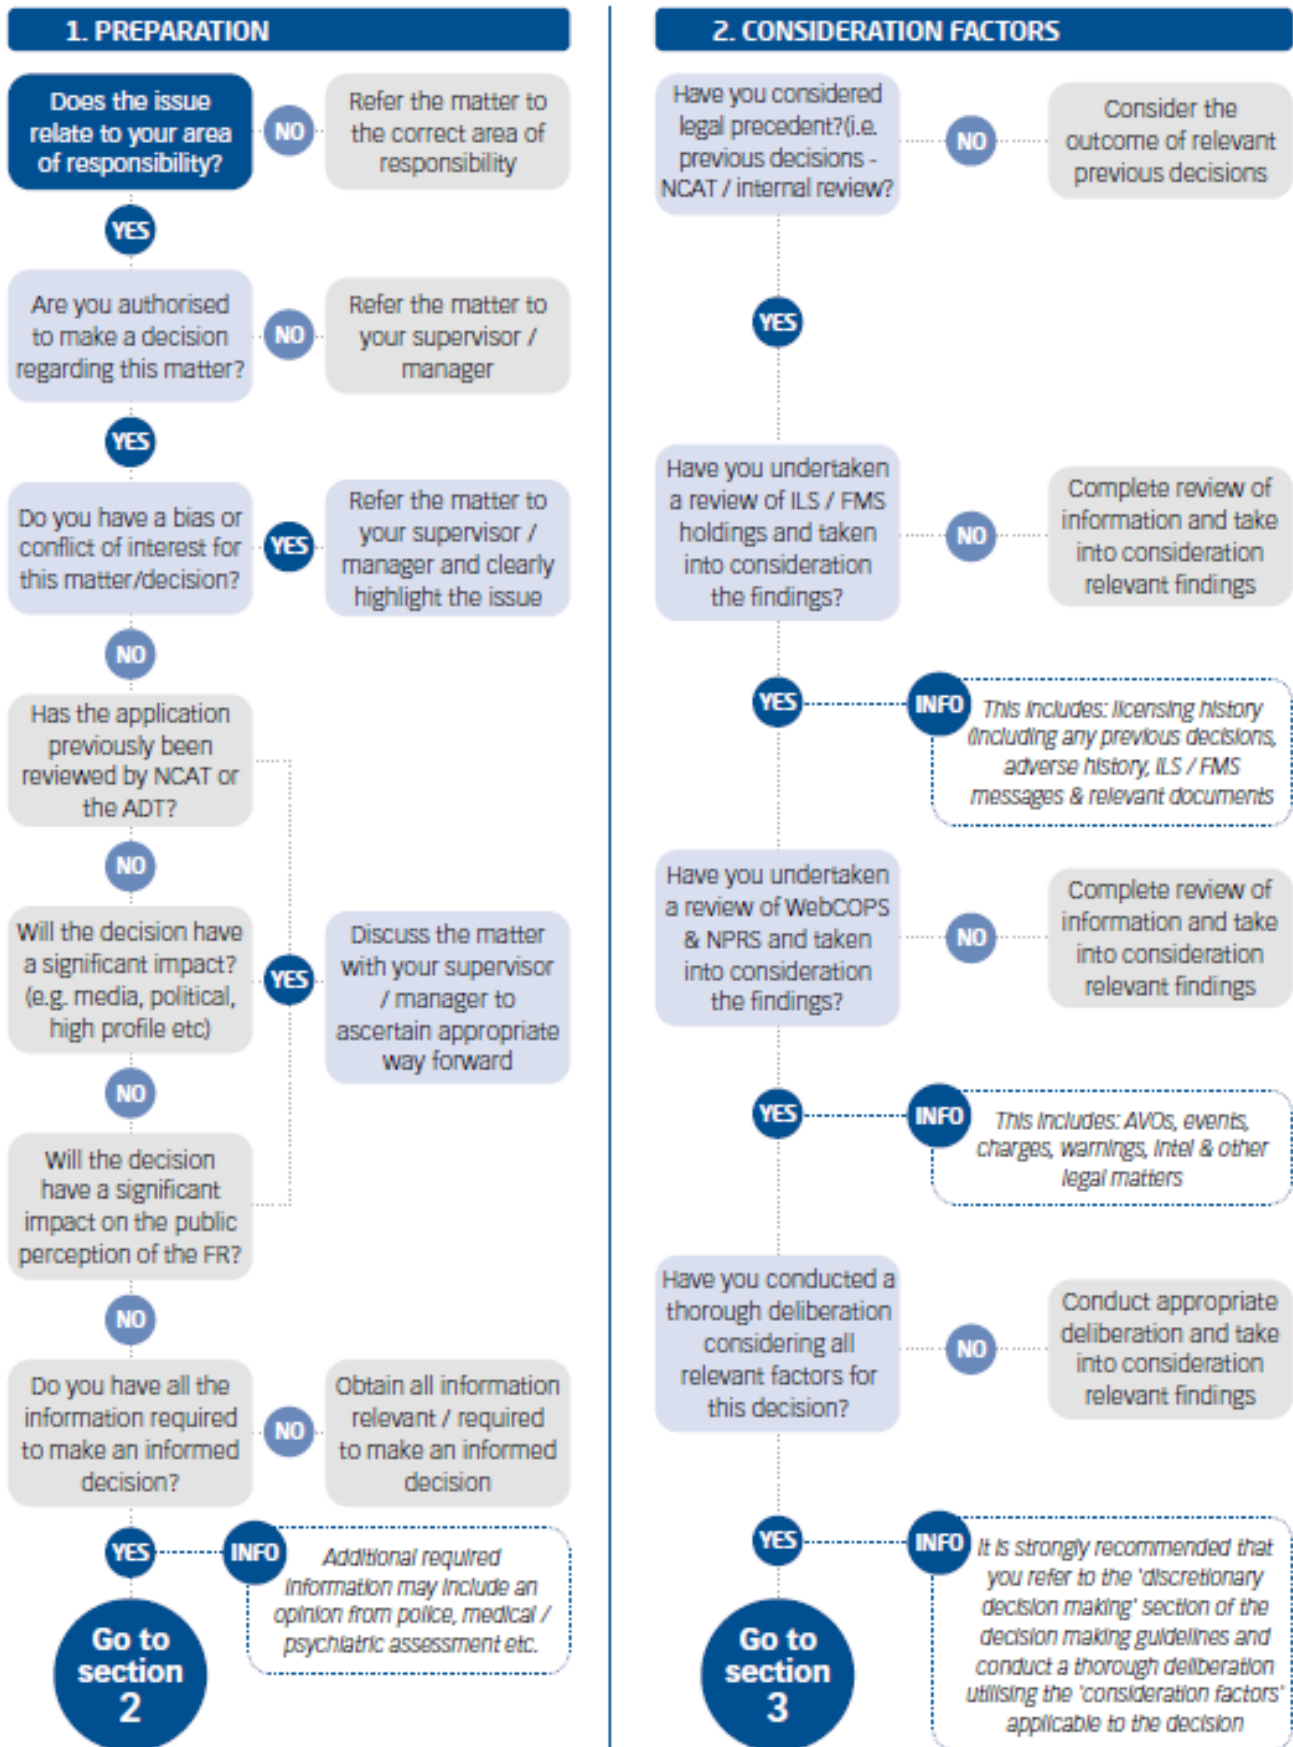 1. PREPARATION
Does the issue
relate to your area
of responsibility?
NO
Refer the matter to
the correct area of
responsibility
YES
Are you authorised
to make a decision
regarding this matter?
NO
Refer the matter to
your supervisor /
manager
YES
Do you have a bias or
conflict of interest for
this matter/decision?
YES
Refer the matter to
your supervisor /
manager and clearly
highlight the issue
NO
Has the application
previously been
reviewed by NCAT or
the ADT?
NO
Will the decision have
a significant impact?
(e.g. media, political,
high profile etc)
YES
Discuss the matter
with your supervisor
/ manager to
ascertain appropriate
way forward
NO
Will the decision
have a significant
impact on the public
perception of the FR?
NO
Do you have all the
information required
to make an informed
decision?
NO
Obtain all information
relevant / required
to make an informed
decision
YES
INFO
Additional required
information may include an
opinion from police, medical /
psychiatric assessment etc.
Go to
section
2
2. CONSIDERATION FACTORS
Have you considered
legal precedent?(i.e.
previous decisions -
NCAT / internal review?
NO
Consider the
outcome of relevant
previous decisions
YES
Have you undertaken
a review of ILS / FMS
holdings and taken
into consideration
the findings?
NO
Complete review of
information and take
into consideration
relevant findings
YES
INFO
This includes: licensing history
(including any previous decisions,
adverse history, ILS / FMS
messages & relevant documents
Have you undertaken
a review of WebCOPS
& NPRS and taken
into consideration
the findings?
NO
Complete review of
information and take
into consideration
relevant findings
YES
INFO
This includes: AVOs, events,
charges, warnings, intel & other
legal matters
Have you conducted a
thorough deliberation
considering all
relevant factors for
this decision?
NO
Conduct appropriate
deliberation and take
into consideration
relevant findings
YES
INFO
It is strongly recommended that
you refer to the 'discretionary
decision making' section of the
decision making guidelines and
conduct a thorough deliberation
utilising the 'consideration factors'
applicable to the decision
Go to
section
3